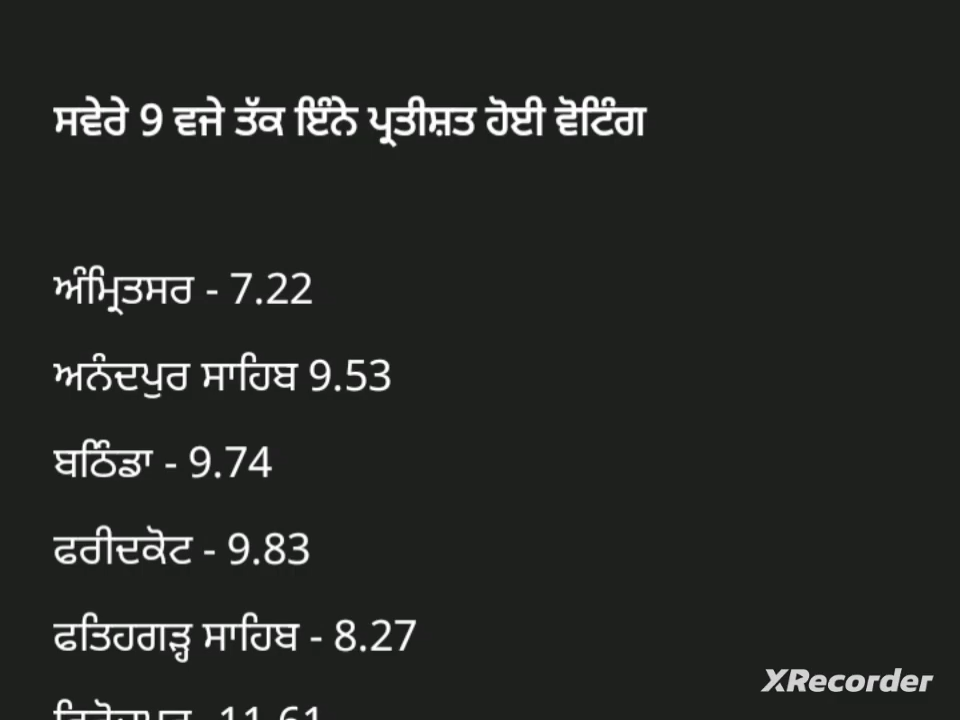 ਸਵੇਰੇ 9 ਵਜੇ ਤੱਕ ਇੰਨੇ ਪ੍ਰਤੀਸ਼ਤ ਹੋਈ ਵੋਟਿੰਗ
ਅੰਮ੍ਰਿਤਸਰ - 7.22
ਅਨੰਦਪੁਰ ਸਾਹਿਬ 9.53
ਬਠਿੰਡਾ - 9.74
ਫਰੀਦਕੋਟ - 9.83
ਫਤਿਹਗੜ੍ਹ ਸਾਹਿਬ - 8.27
XRecorder